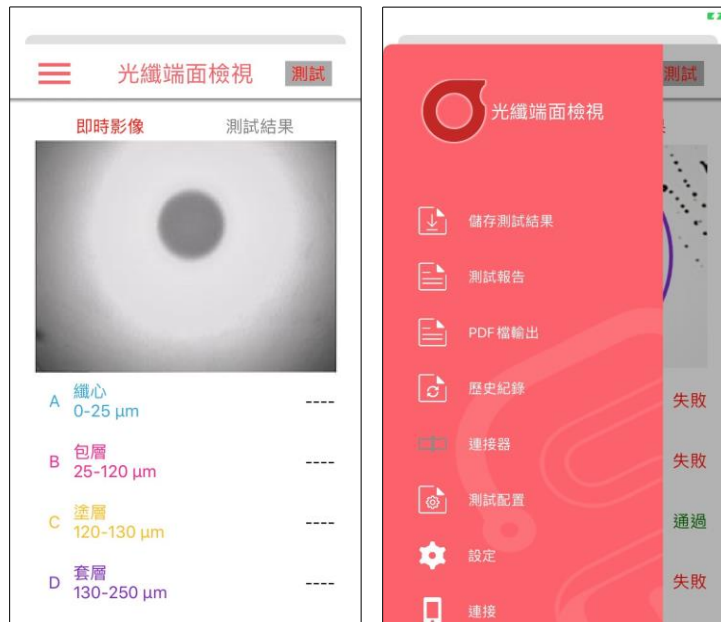 光纖端面檢視
測試
即時影像
測試結果
A
纖心
0-25 μm
----
B
包層
25-120 μm
----
C
塗層
120-130 μm
----
D
套層
130-250 μm
----
光纖端面檢視
測試
儲存測試結果
測試報告
PDF 檔輸出
歷史紀錄
連接器
測試配置
設定
連接
失敗
失敗
通過
失敗